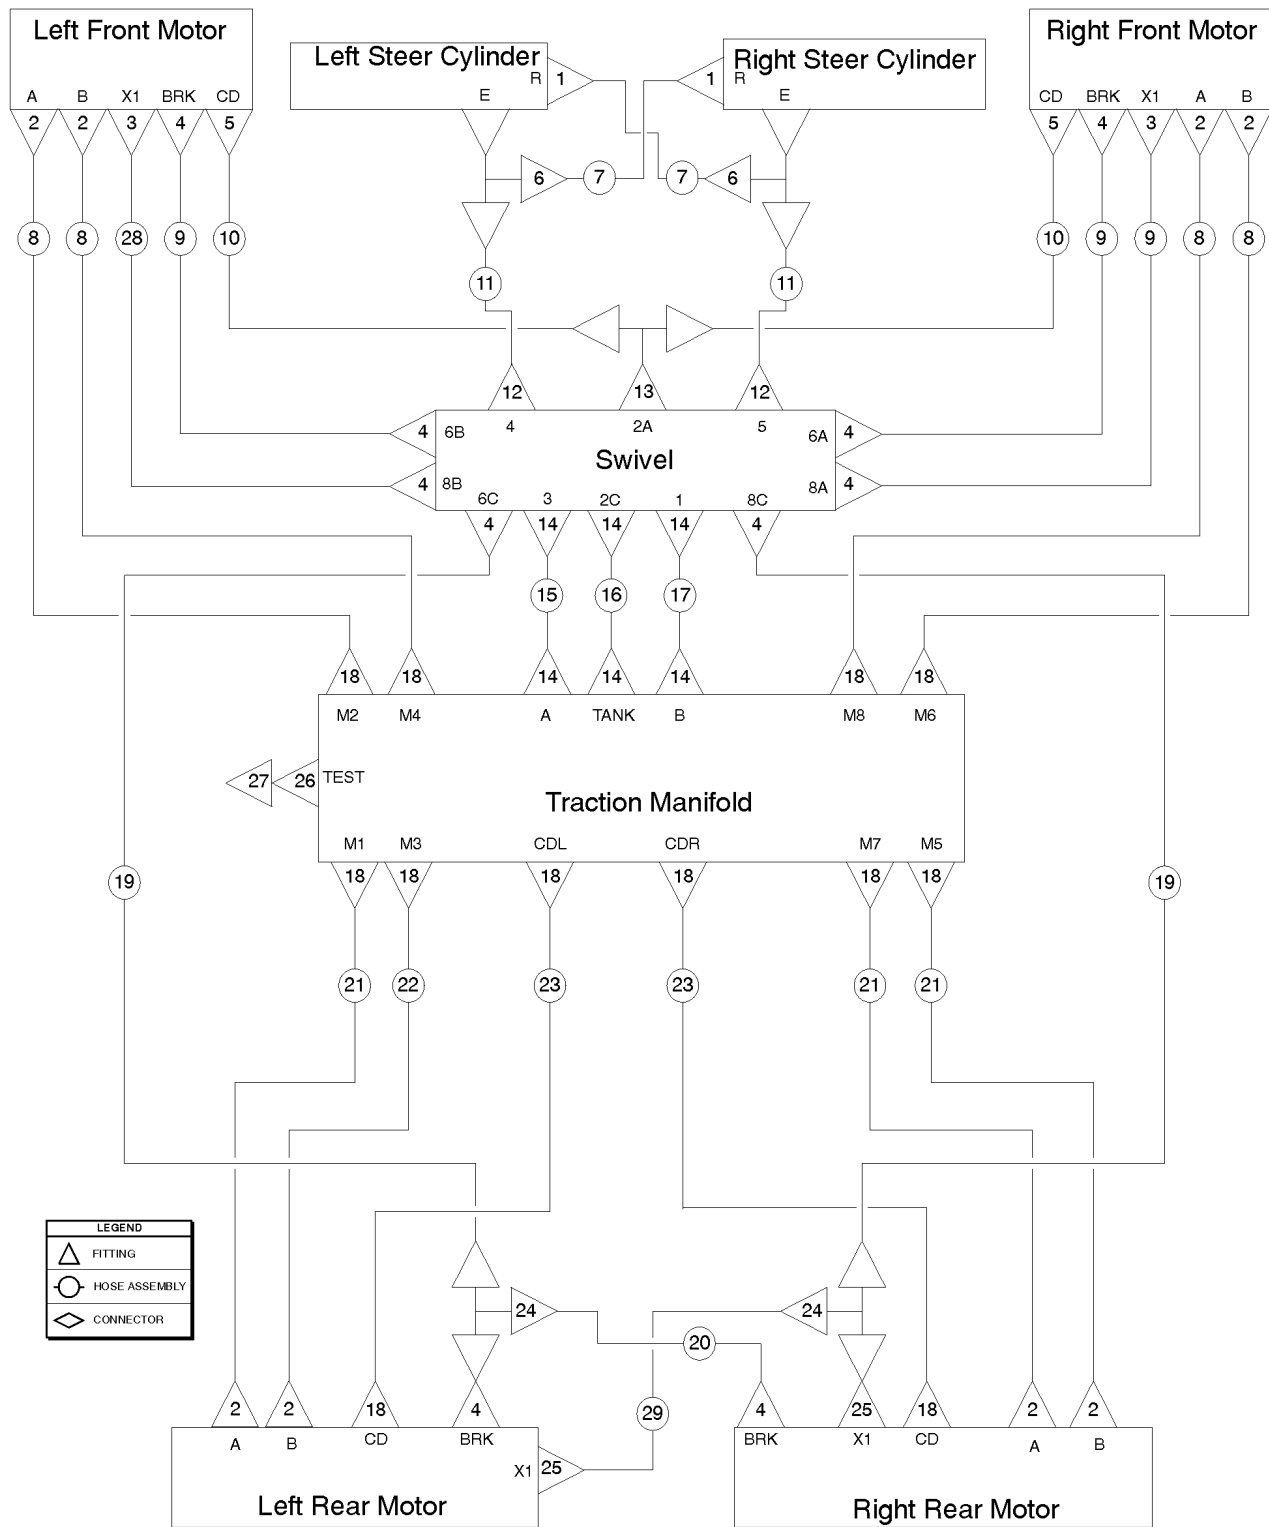 Left Front Motor
Left Steer Cylinder
Right Steer Cylinder
Right Front Motor
R 1
1 R
A B X1 BRK CD
E
E
CD BRK X1 A B
2 2 3 4 5
5 4 3 2 2
6 7 7 6
8 8 28 9 10
10 9 9 8 8
11 11
12 13 12
4 6B 4 2A 5 6A 4
Swivel
4 8B 8A 4
6C 3 2C 1 8C
4 14 14 14 4
15 16 17
18 18 14 14 14 18 18
M2 M4 A TANK B M8 M6
27 26 TEST
Traction Manifold
M1 M3 CDL CDR M7 M5
18 18 18 18 18 18
19 19
21 22 23 23 21 21
LEGEND
FITTING
HOSE ASSEMBLY
CONNECTOR
24 24
20
2 2 18 4 29 4 25 18 2 2
A B CD BRK
BRK X1 CD A B
X1 25
Left Rear Motor
Right Rear Motor